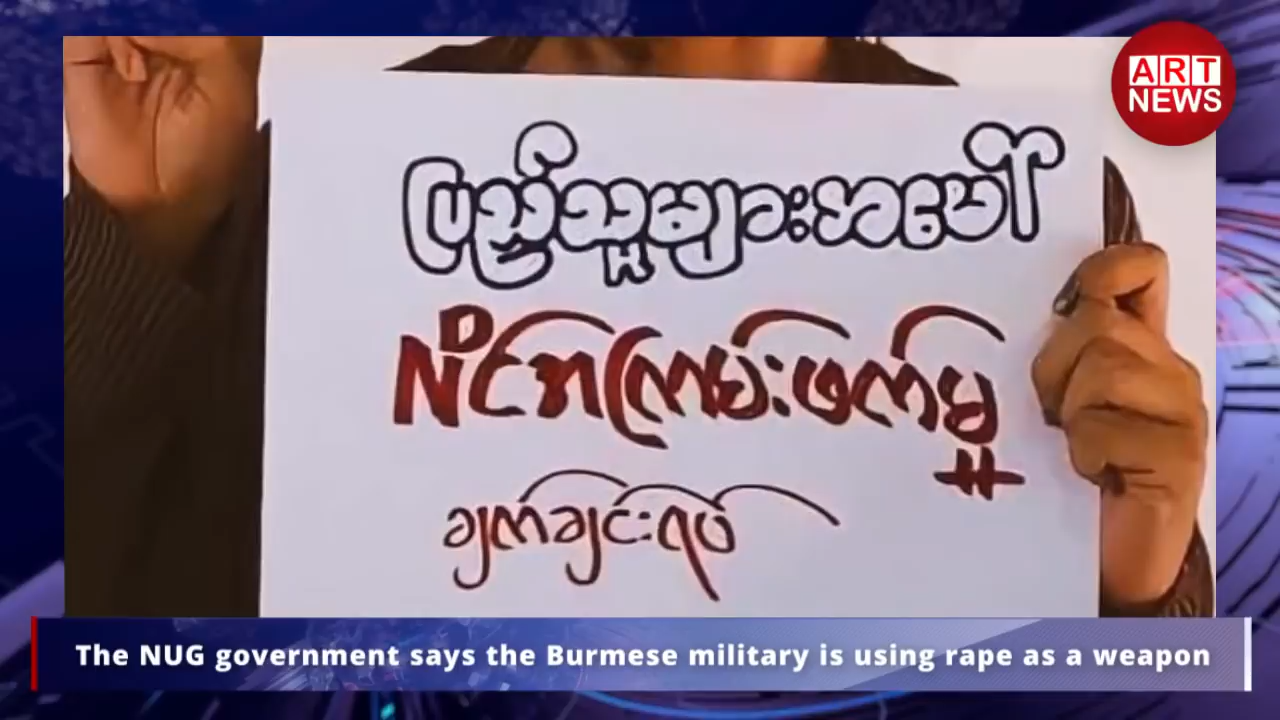 ART
NEWS
ပြည်သူများအပေါ်
လိင်အကြမ်းဖက်မှု
ချက်ချင်းရပ်
The NUG government says the Burmese military is using rape as a weapon